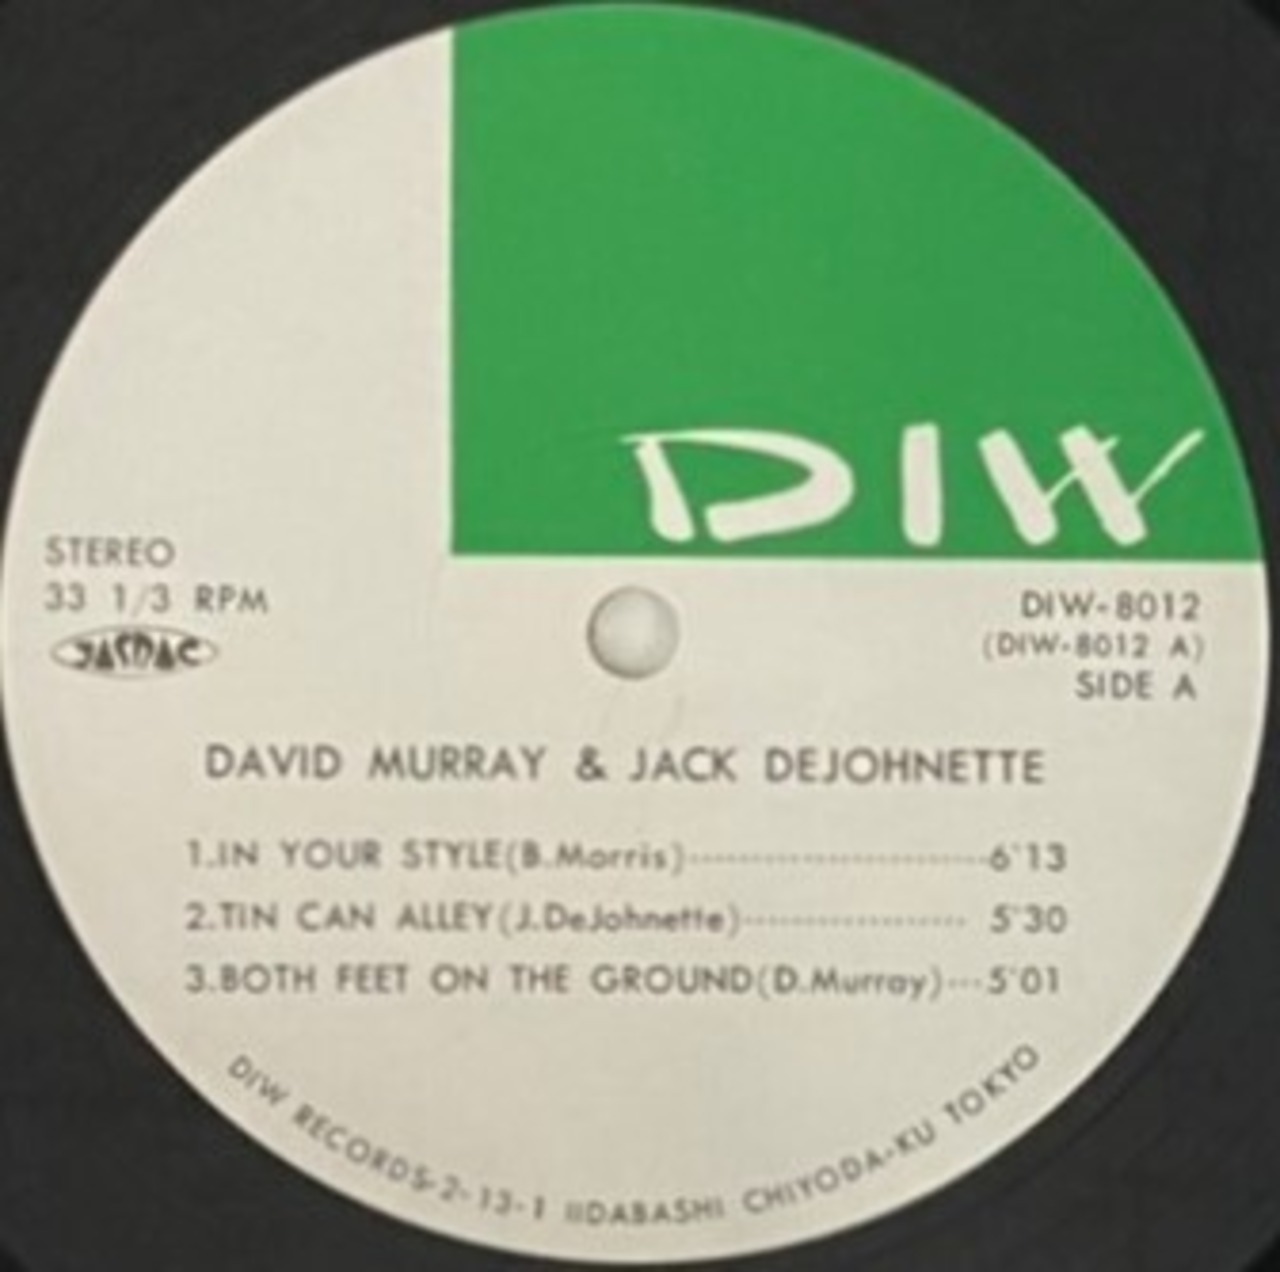 DIW
STEREO
33 1/3 RPM
JASRAC
DIW-8012
(DIW-8012 A)
SIDE A
DAVID MURRAY & JACK DEJOHNETTE
1.IN YOUR STYLE(B.Morris)------------------------6'13
2.TIN CAN ALLEY(J.DeJohnette)------------------ 5'30
3.BOTH FEET ON THE GROUND(D.Murray)---5'01
DIW RECORDS-2-13-1 IIDABASHI CHIYODA-KU TOKYO